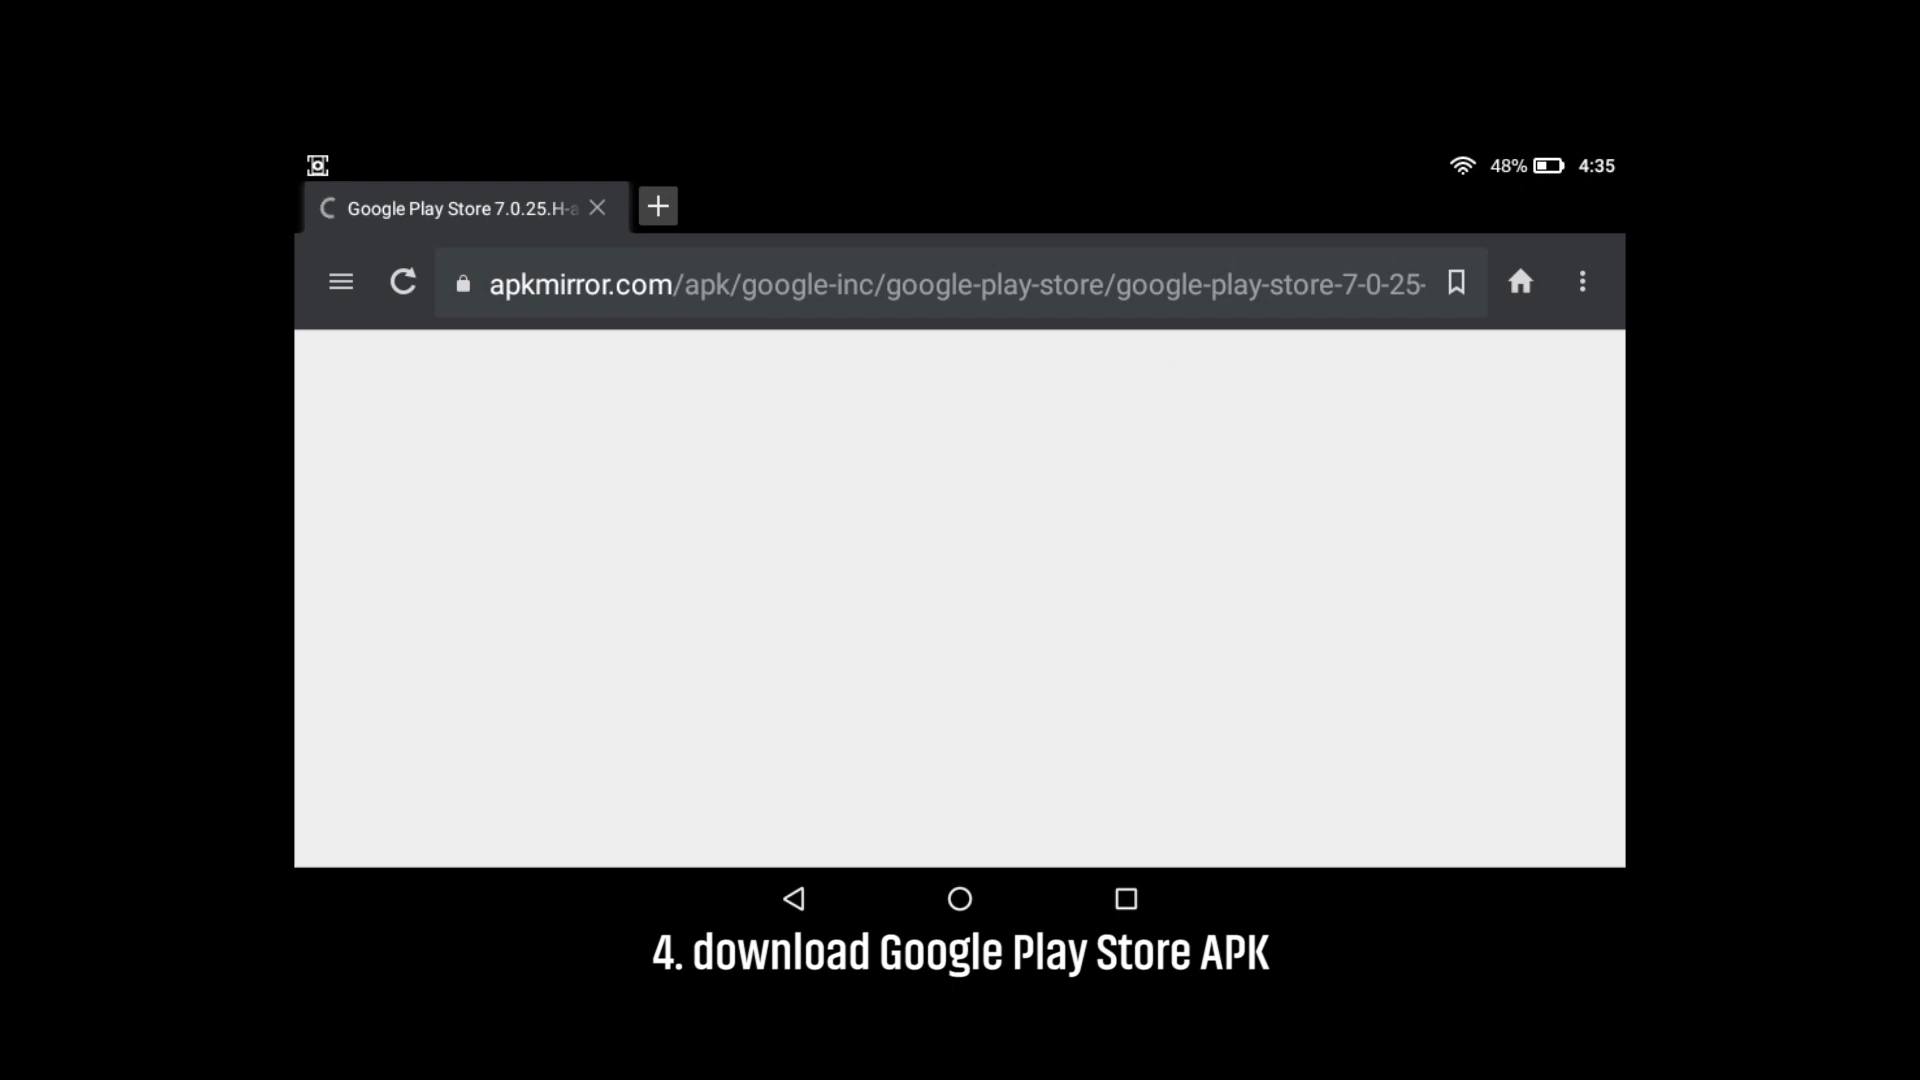 48% 4:35
Google Play Store 7.0.25.H-a
apkmirror.com/apk/google-inc/google-play-store/google-play-store-7-0-25-
4. download Google Play Store APK